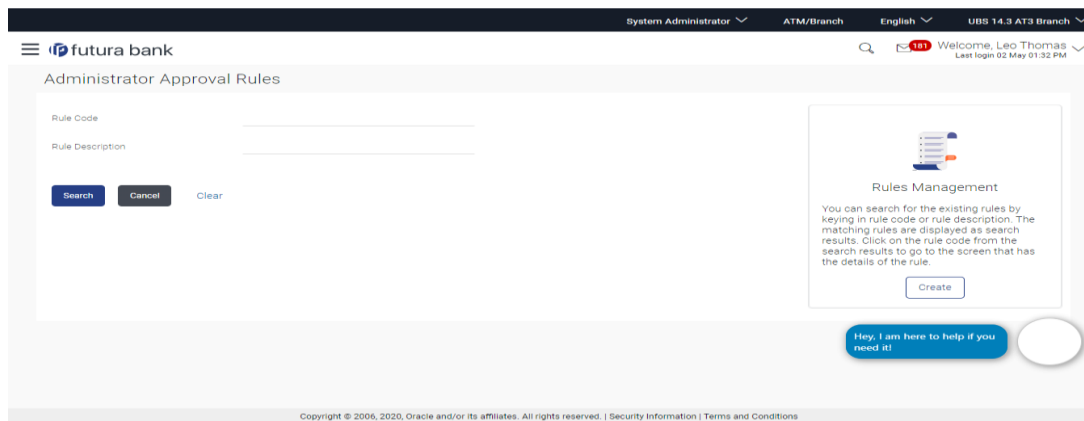 System Administrator ATM/Branch English UBS 14.3 AT3 Branch
futura bank 181 Welcome, Leo Thomas
Last login 02 May 01:32 PM
Administrator Approval Rules
Rule Code
Rule Description
Search Cancel Clear
Rules Management
You can search for the existing rules by
keying in rule code or rule description. The
matching rules are displayed as search
results. Click on the rule code from the
search results to go to the screen that has
the details of the rule.
Create
Hey, I am here to help if you
need it!
Copyright © 2006, 2020, Oracle and/or its affiliates. All rights reserved. | Security Information | Terms and Conditions